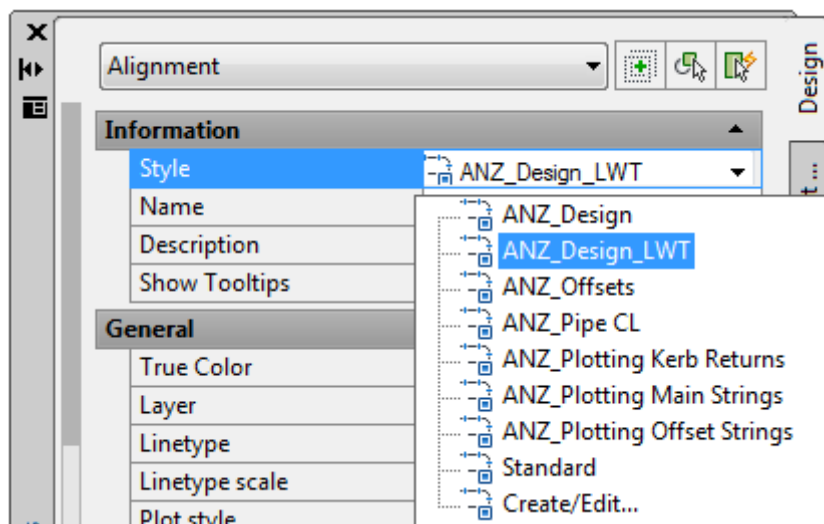 Alignment
Design
Information
Style
ANZ_Design_LWT
Name
Description
Show Tooltips
ANZ_Design
ANZ_Design_LWT
ANZ_Offsets
ANZ_Pipe CL
ANZ_Plotting Kerb Returns
ANZ_Plotting Main Strings
ANZ_Plotting Offset Strings
Standard
Create/Edit...
General
True Color
Layer
Linetype
Linetype scale
Plot style